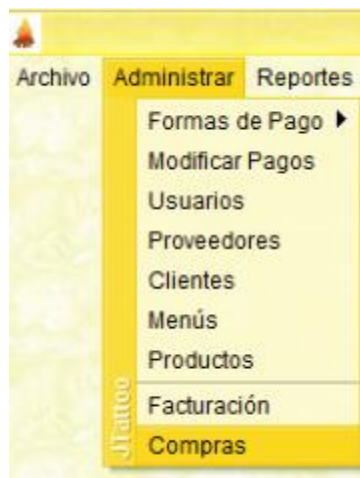 Archivo Administrar Reportes
Formas de Pago
Modificar Pagos
Usuarios
Proveedores
Clientes
Menús
Productos
Facturación
Compras
JTattoo